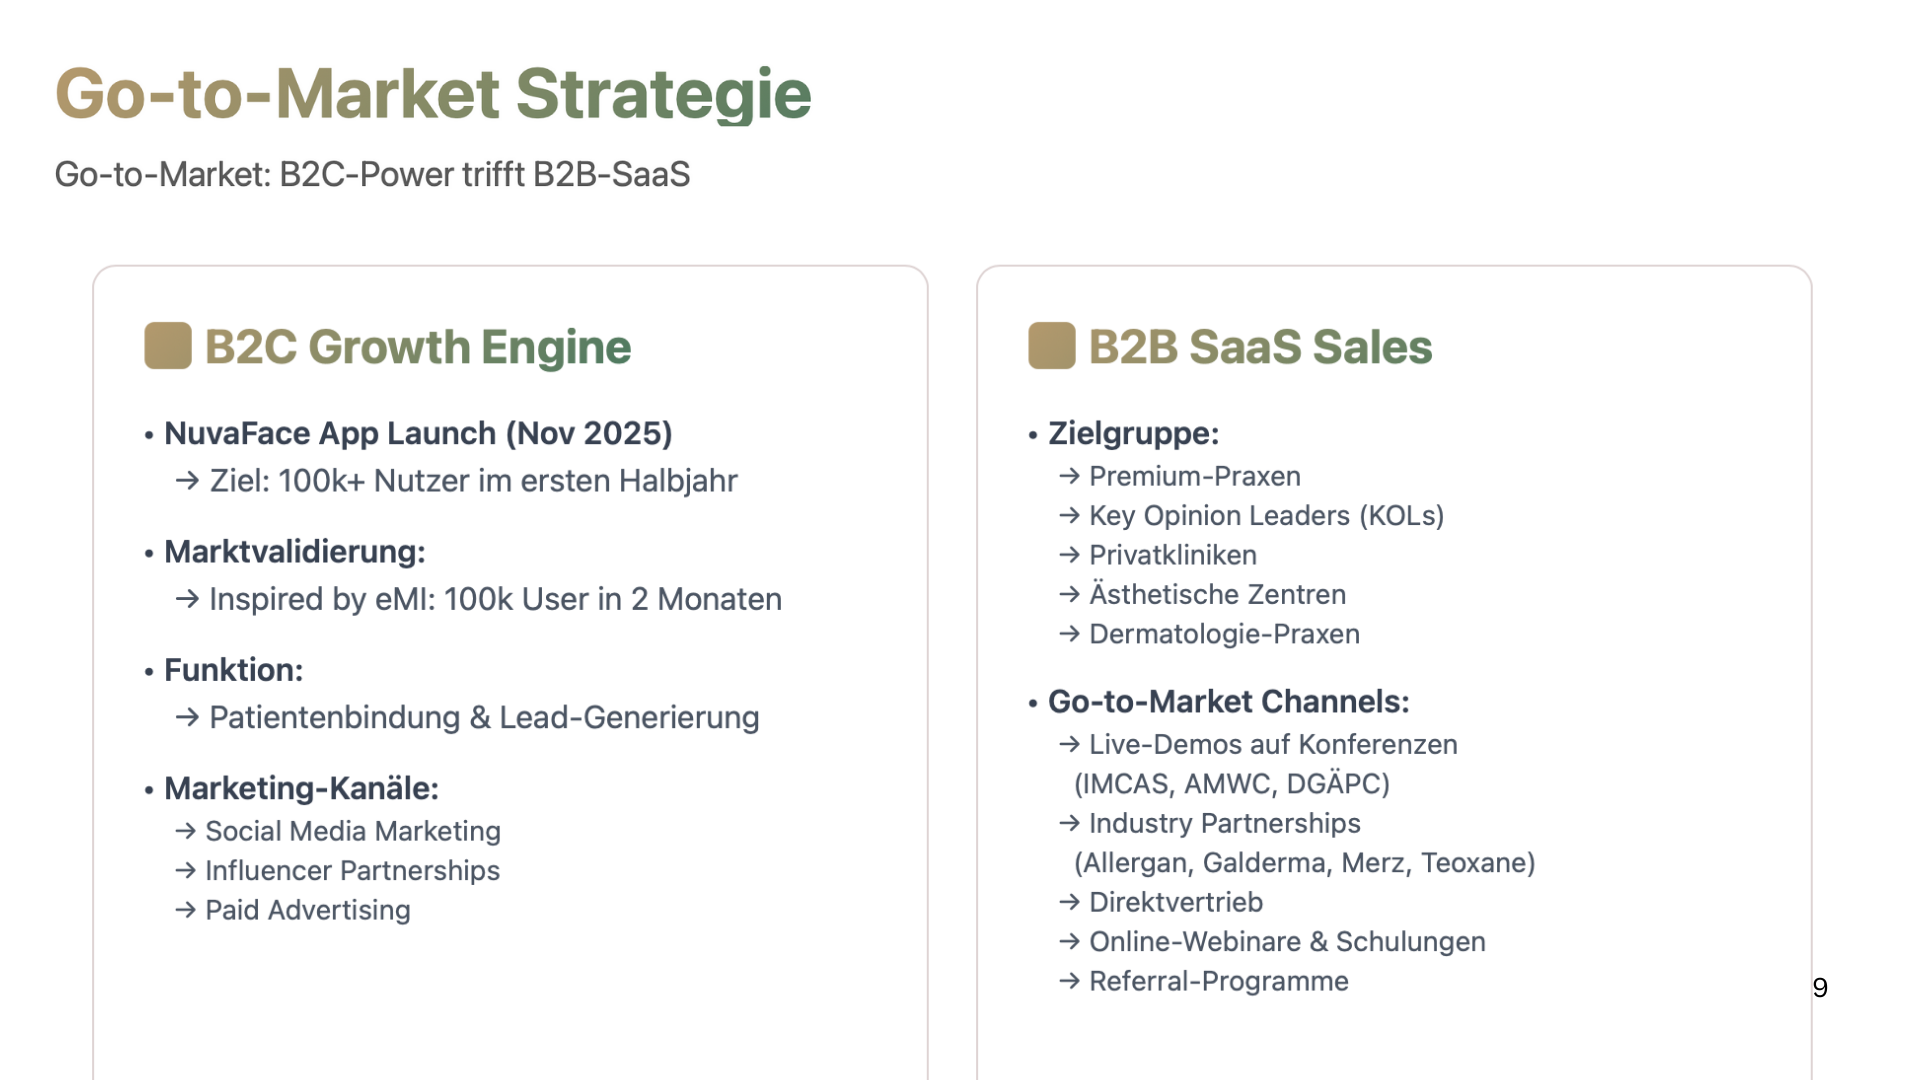 Go-to-Market Strategie
Go-to-Market: B2C-Power trifft B2B-SaaS
B2C Growth Engine
• NuvaFace App Launch (Nov 2025)
→ Ziel: 100k+ Nutzer im ersten Halbjahr
• Marktvalidierung:
→ Inspired by eMI: 100k User in 2 Monaten
• Funktion:
→ Patientenbindung & Lead-Generierung
• Marketing-Kanäle:
→ Social Media Marketing
→ Influencer Partnerships
→ Paid Advertising
B2B SaaS Sales
• Zielgruppe:
→ Premium-Praxen
→ Key Opinion Leaders (KOLs)
→ Privatkliniken
→ Ästhetische Zentren
→ Dermatologie-Praxen
• Go-to-Market Channels:
→ Live-Demos auf Konferenzen
(IMCAS, AMWC, DGÄPC)
→ Industry Partnerships
(Allergan, Galderma, Merz, Teoxane)
→ Direktvertrieb
→ Online-Webinare & Schulungen
→ Referral-Programme
9